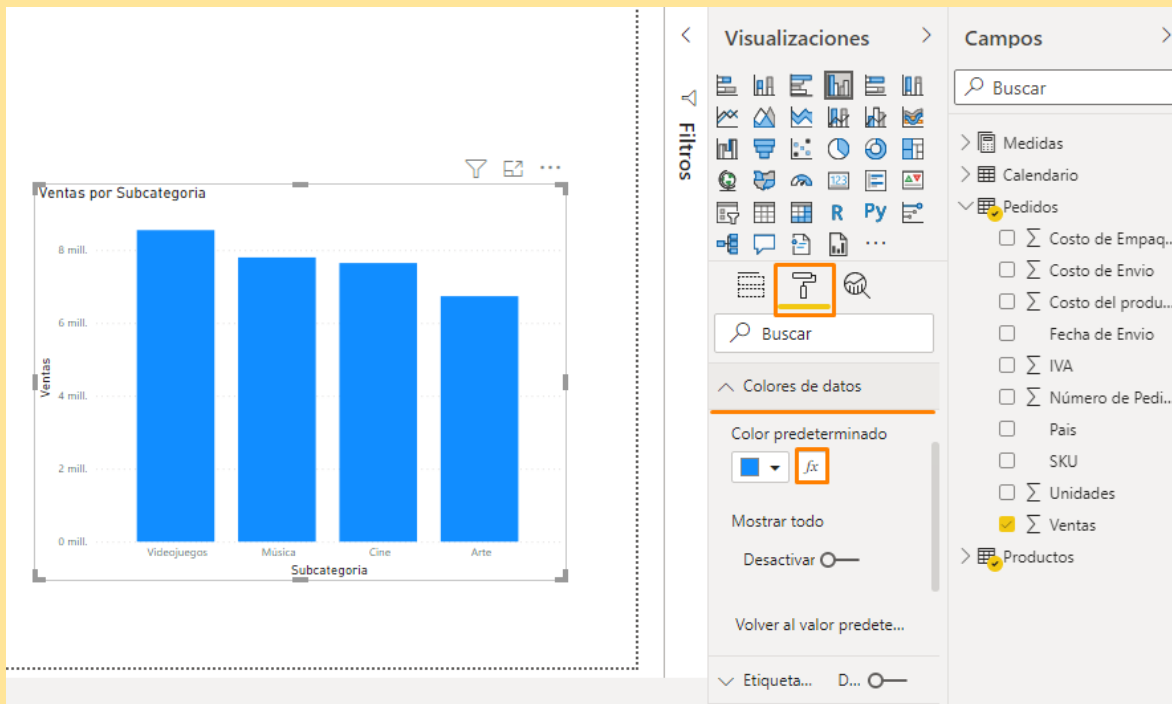 Ventas por Subcategoria
8 mill.
6 mill.
4 mill.
2 mill.
0 mill.
Ventas
Videojuegos
Música
Cine
Arte
Subcategoria
Filtros
Visualizaciones
123
R
Py
Buscar
Colores de datos
Color predeterminado
fx
Mostrar todo
Desactivar
Volver al valor predete...
Etiqueta...
D...
Campos
Buscar
Medidas
Calendario
Pedidos
∑ Costo de Empaq...
∑ Costo de Envio
∑ Costo del produ...
Fecha de Envio
∑ IVA
∑ Número de Pedi...
Pais
SKU
∑ Unidades
∑ Ventas
Productos